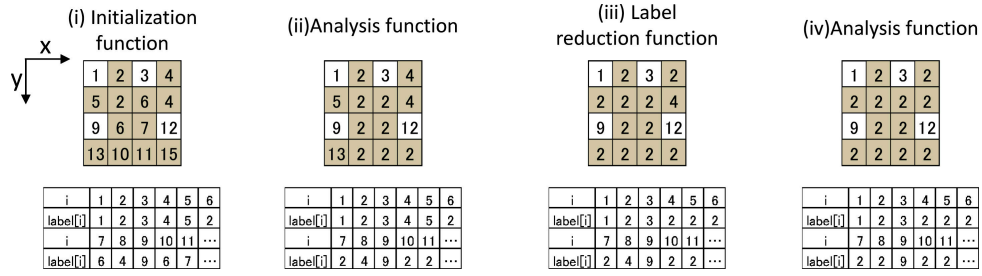 (i) Initialization function
(ii)Analysis function
(iii) Label reduction function
(iv)Analysis function
x
y
1 2 3 4
5 2 6 4
9 6 7 12
13 10 11 15
1 2 3 4
5 2 2 4
9 2 2 12
13 2 2 2
1 2 3 2
2 2 2 4
9 2 2 12
2 2 2 2
1 2 3 2
2 2 2 2
9 2 2 12
2 2 2 2
i 1 2 3 4 5 6
label[i] 1 2 3 4 5 2
i 7 8 9 10 11 ...
label[i] 6 4 9 6 7 ...
i 1 2 3 4 5 6
label[i] 1 2 3 4 5 2
i 7 8 9 10 11 ...
label[i] 2 4 9 2 2 ...
i 1 2 3 4 5 6
label[i] 1 2 3 2 2 2
i 7 8 9 10 11 ...
label[i] 2 4 9 2 2 ...
i 1 2 3 4 5 6
label[i] 1 2 3 2 2 2
i 7 8 9 10 11 ...
label[i] 2 2 9 2 2 ...